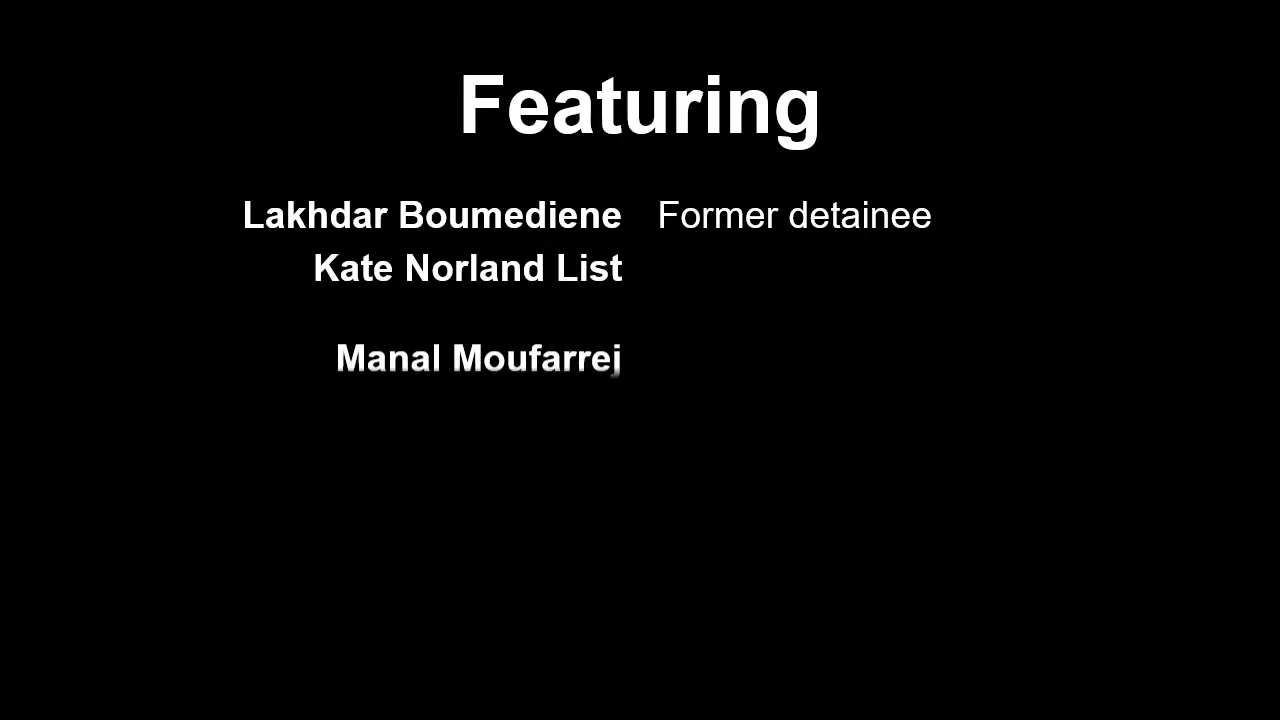 Featuring
Lakhdar Boumediene Former detainee
Kate Norland List
Manal Moufarrej